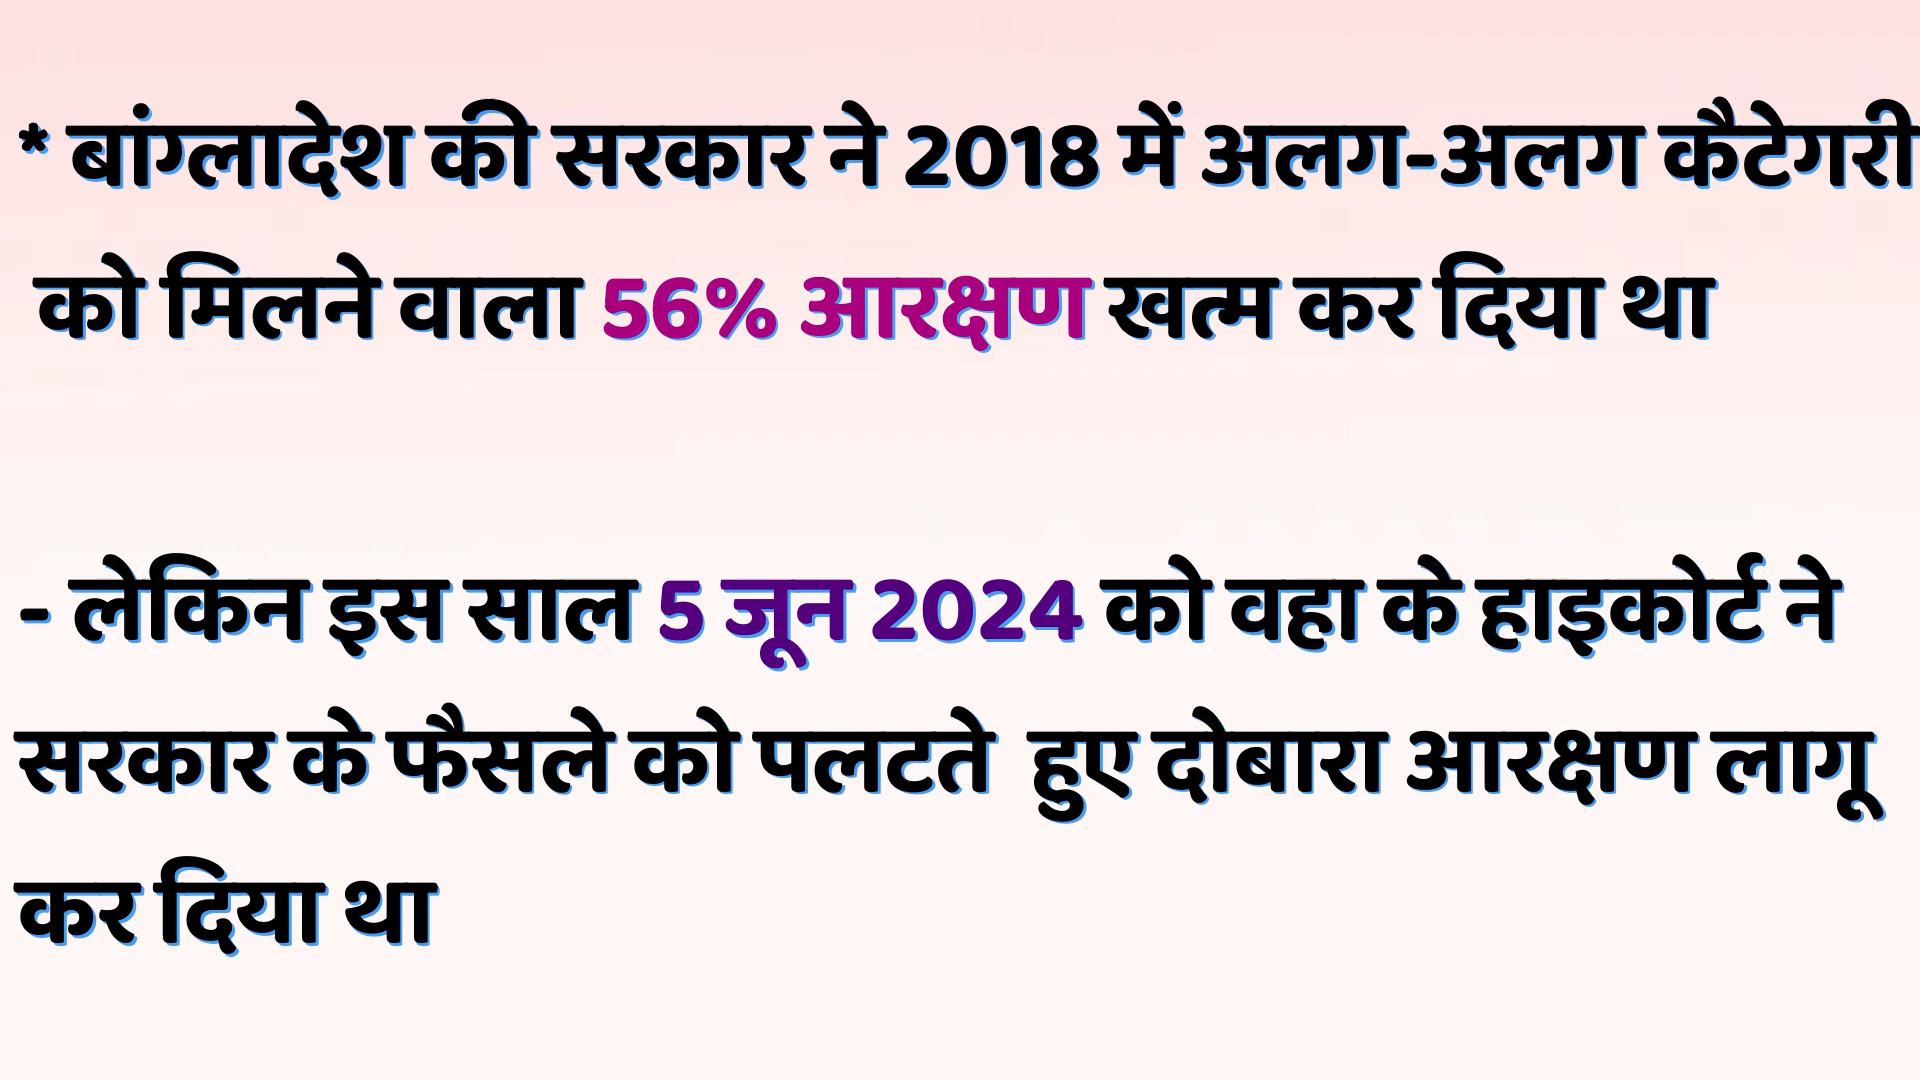 * बांग्लादेश की सरकार ने 2018 में अलग-अलग कैटेगरी
को मिलने वाला 56% आरक्षण खत्म कर दिया था
- लेकिन इस साल 5 जून 2024 को वहा के हाइकोर्ट ने
सरकार के फैसले को पलटते हुए दोबारा आरक्षण लागू
कर दिया था